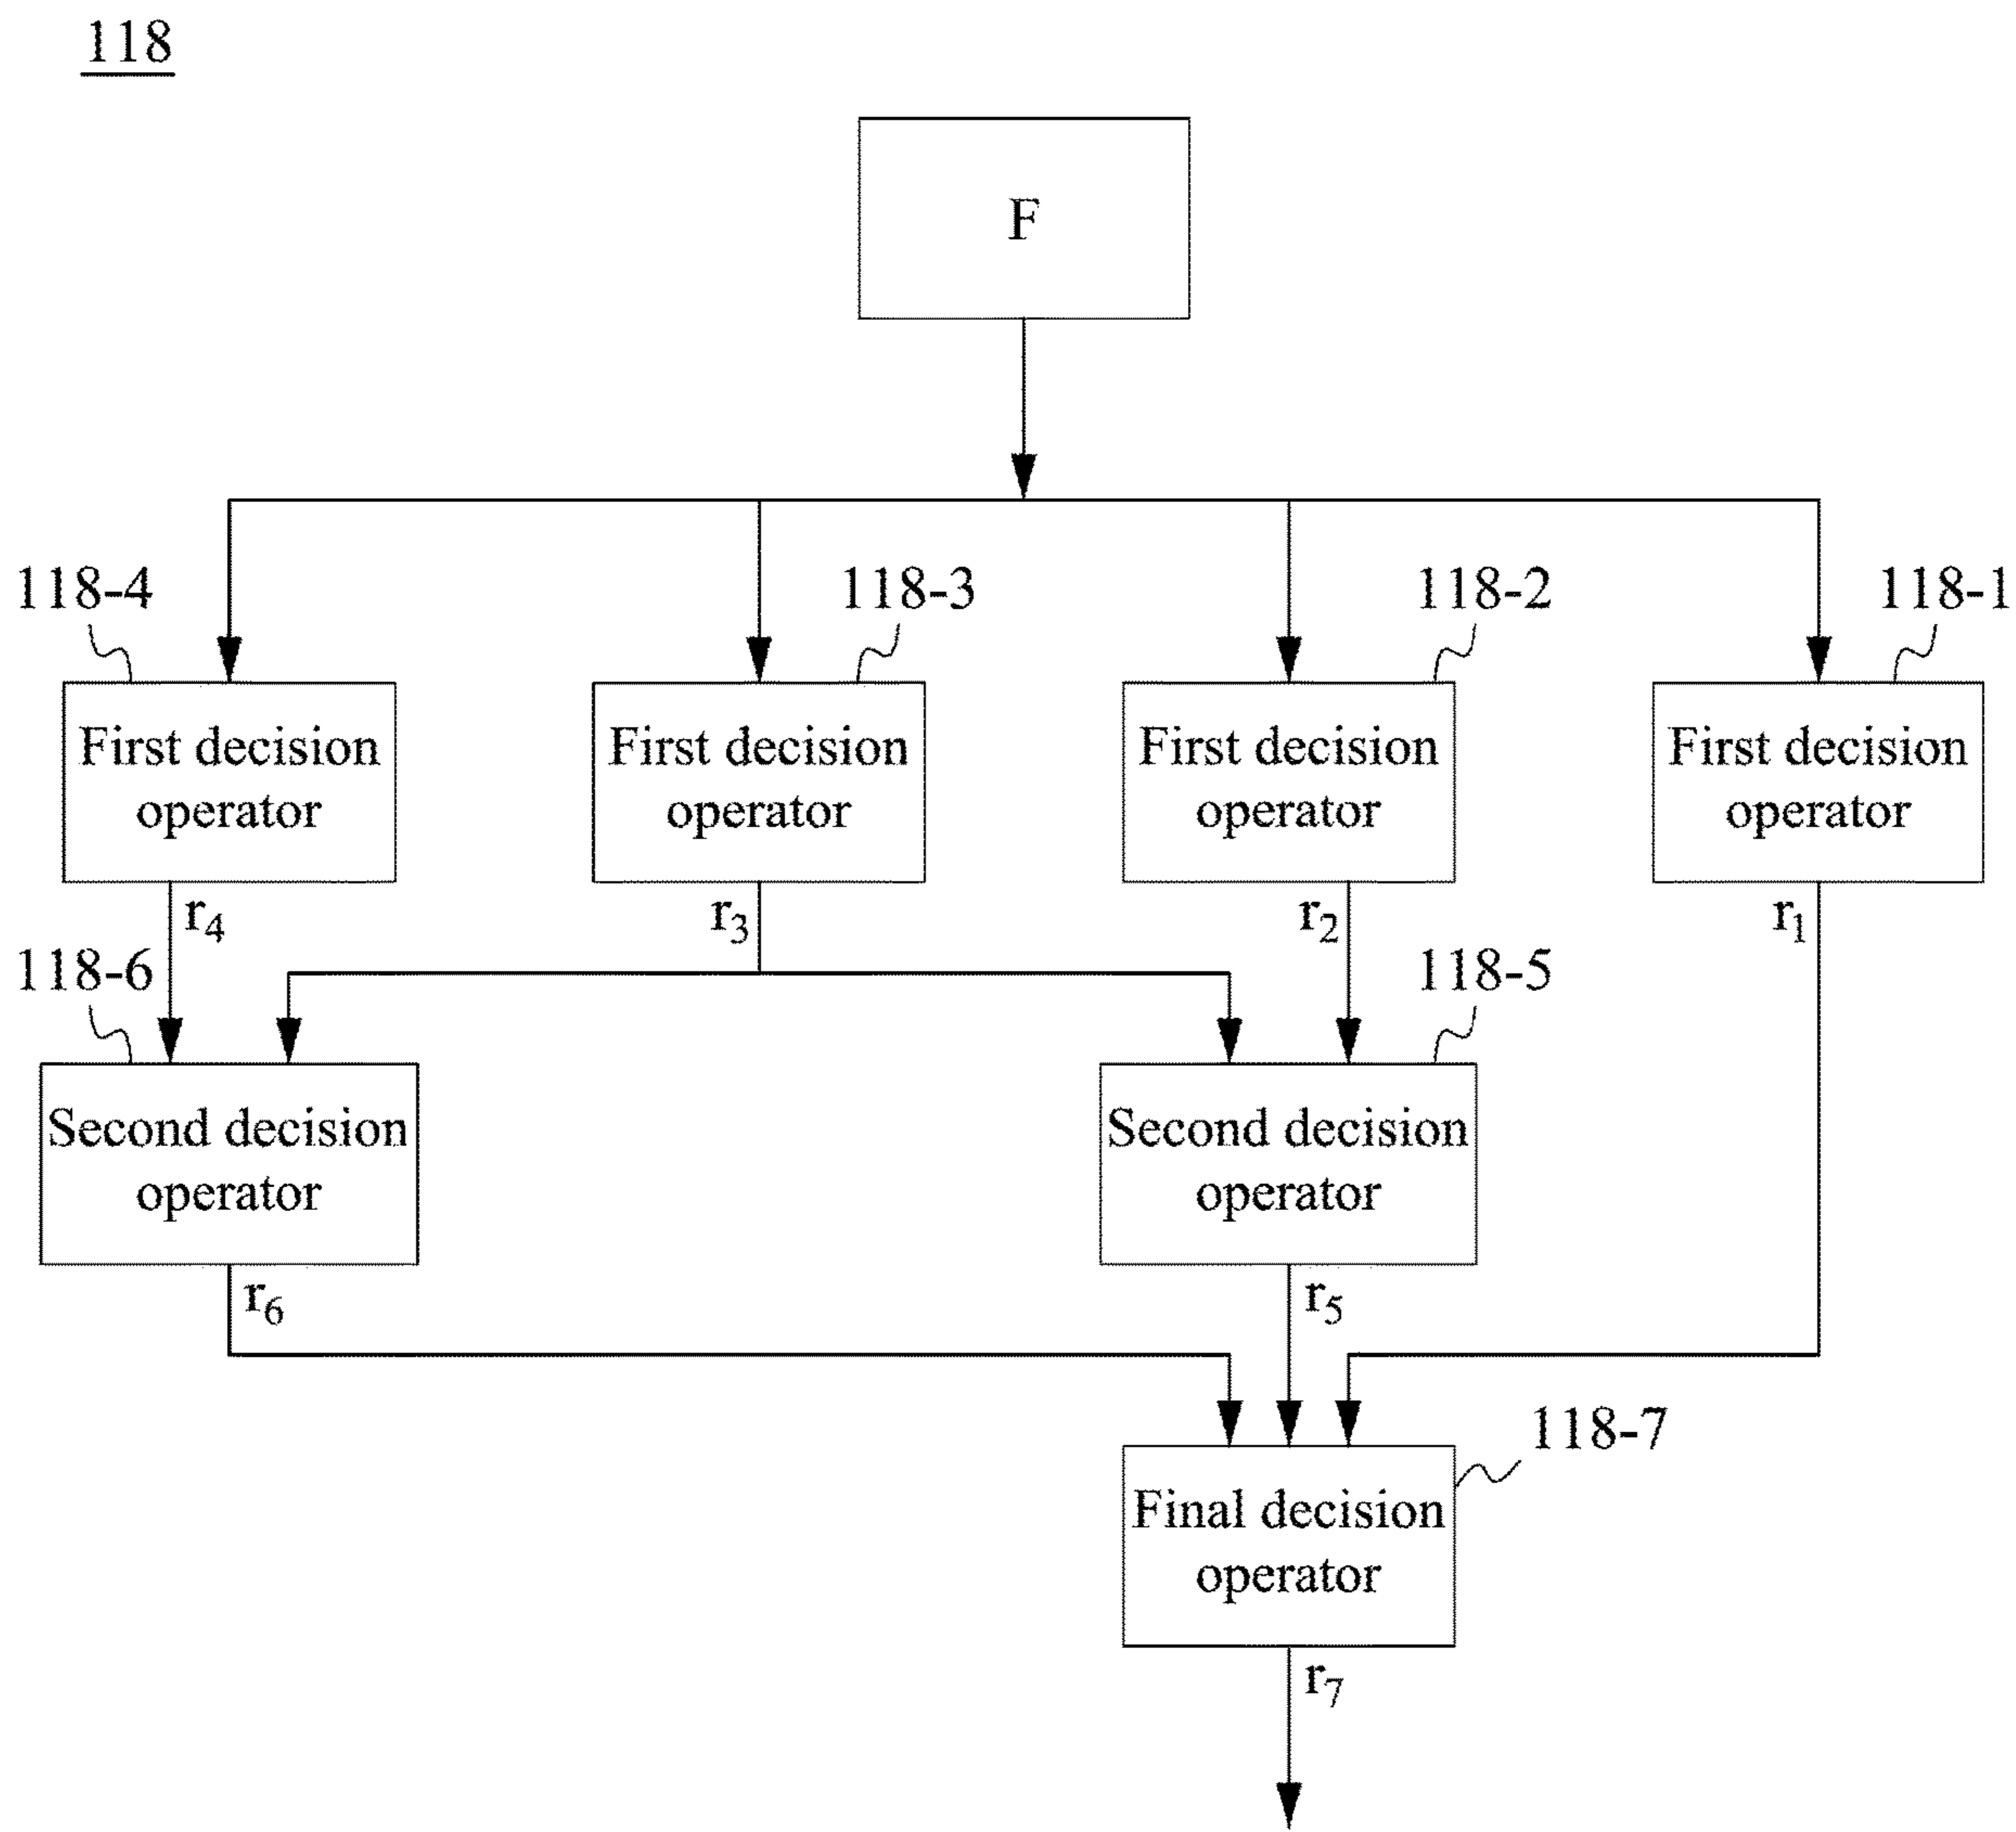 118
F
118-4
118-3
118-2
118-1
First decision
operator
First decision
operator
First decision
operator
First decision
operator
r4
r3
r2
r1
118-6
118-5
Second decision
operator
Second decision
operator
r6
r5
118-7
Final decision
operator
r7